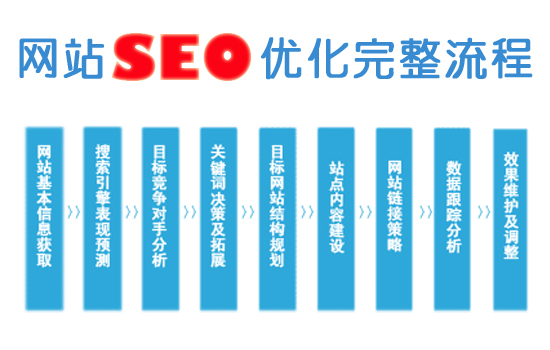 网站SEO优化完整流程
网站基本信息获取
搜索引擎表现预测
目标竞争对手分析
关键词决策及拓展
目标网站结构规划
站点内容建设
网站链接策略
数据跟踪分析
效果维护及调整